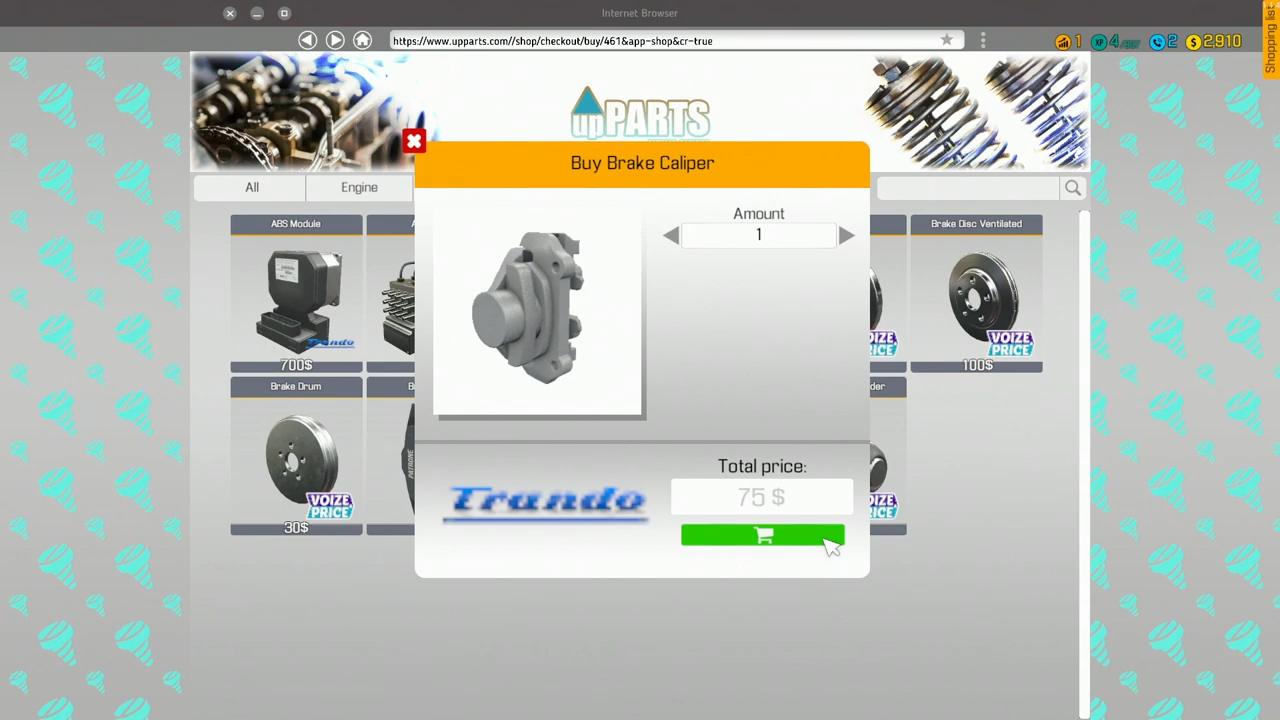 Internet Browser
https://www.upparts.com//shop/checkout/buy/461&app-shop&cr-true
1
XP 4
2
$ 2910
Shopping list
upPARTS
Buy Brake Caliper
All
Engine
Amount
1
ABS Module
Trando
700$
Brake Disc Ventilated
VOIZE
PRICE
100$
Brake Drum
VOIZE
PRICE
30$
Trando
Total price:
75 $